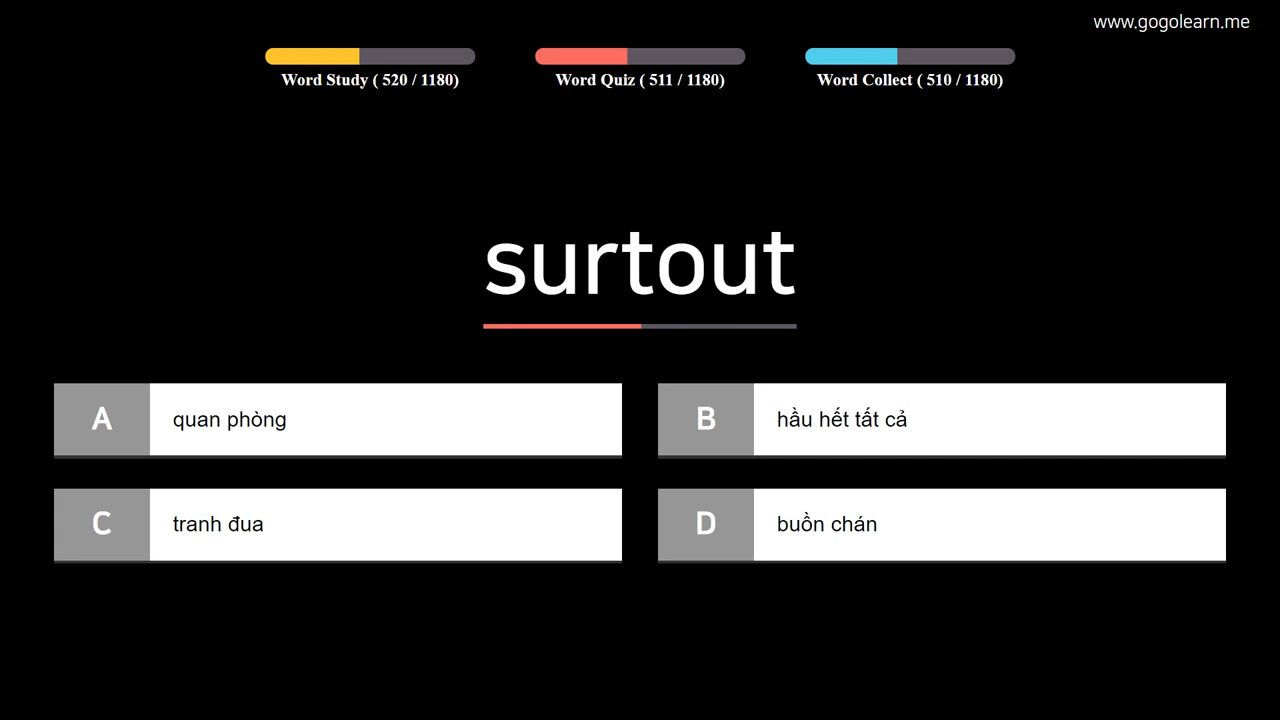 www.gogolearn.me
Word Study ( 520 / 1180)
Word Quiz ( 511 / 1180)
Word Collect ( 510 / 1180)
surtout
A quan phòng
B hầu hết tất cả
C tranh đua
D buồn chán